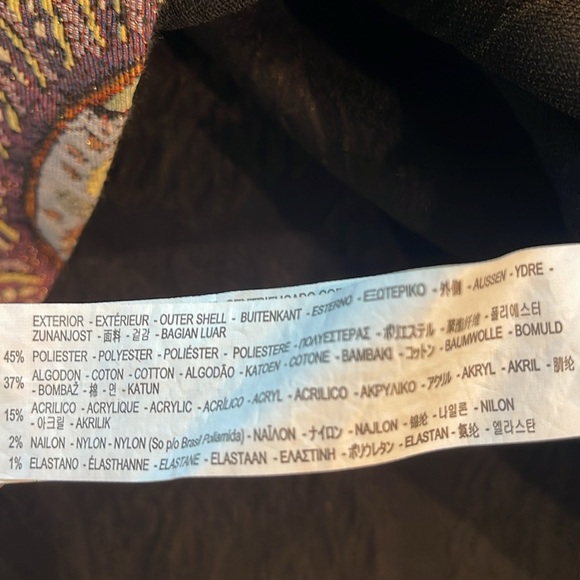 EXTERIOR - EXTÉRIEUR - OUTER SHELL - BUITENKANT - ESTERNO - ΕΞΩΤΕΡΙΚΟ - 外側 - AUSSEN - YDRE -
ZUNANJOST - 面料 - 겉감 - BAGIAN LUAR
45% POLIESTER - POLYESTER - POLIÉSTER - POLIESTERE - ΠΟΛΥΕΣΤΕΡΑΣ - ポリエステル - 聚酯纤维 - 폴리에스터
37% ALGODON - COTON - COTTON - ALGODÃO - KATOEN - COTONE - BAMBAKI - コットン - BAUMWOLLE - BOMULD
- BOMBAŽ - 棉 - 면 - KATUN
15% ACRILICO - ACRYLIQUE - ACRYLIC - ACRÍLICO - ACRYL - ACRILICO - ΑΚΡΥΛΙΚΟ - アクリル - AKRYL - AKRIL - 腈纶
- 아크릴 - AKRILIK
2% NAILON - NYLON - NYLON (So p/o Brasil Poliamida) - ΝΑΪΛΟΝ - ナイロン - NAJLON - 锦纶 - 나일론 - NILON
1% ELASTANO - ÉLASTHANNE - ELASTANE - ELASTAAN - ΕΛΑΣΤΙΝΗ - ポリウレタン - ELASTAN - 氨纶 - 엘라스탄